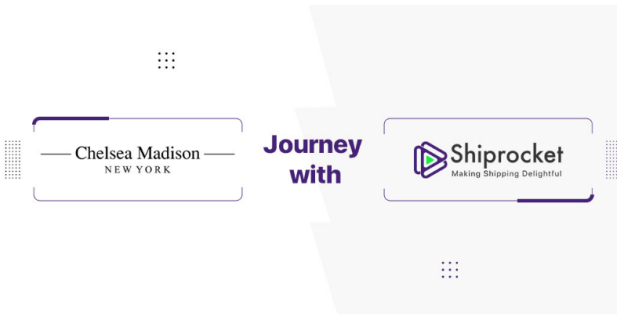 Chelsea Madison
NEW YORK
Journey
with
Shiprocket
Making Shipping Delightful